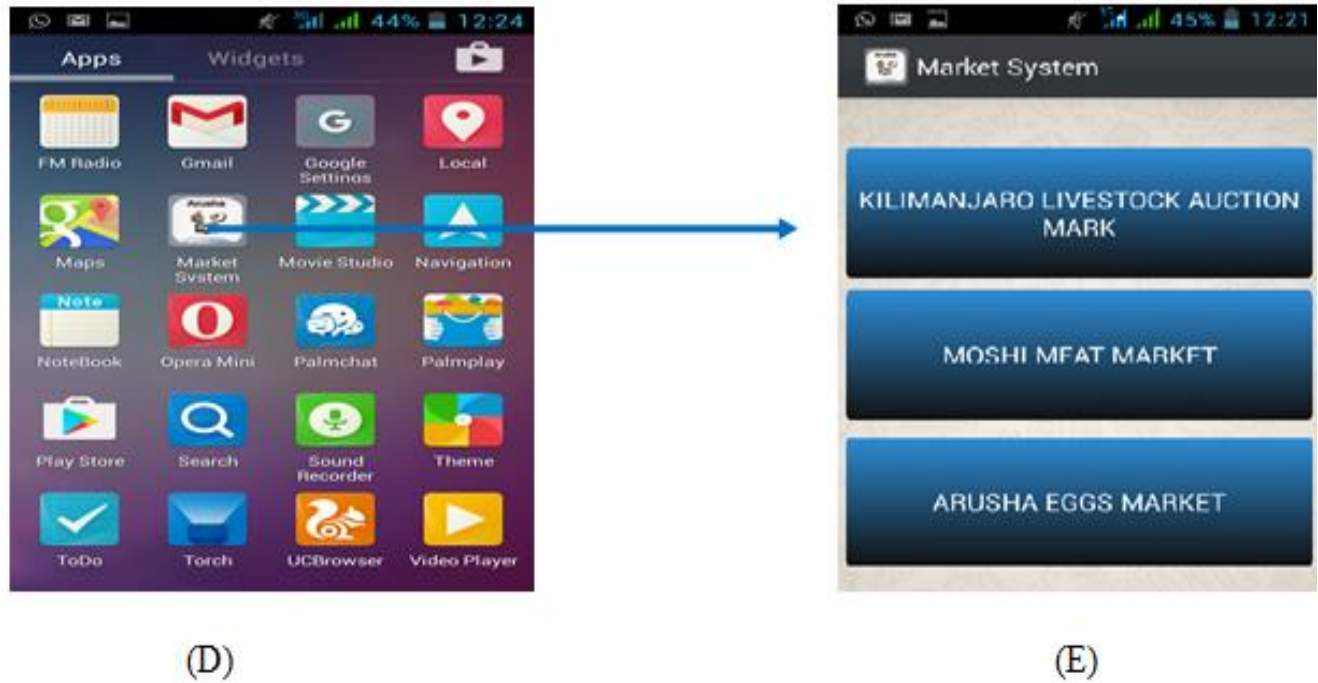 44% 12:24
Apps Widgets
FM Radio Gmail Google Settings Local
Maps Arusha Market System Movie Studio Navigation
Note
NoteBook Opera Mini Palmchat Palmplay
Play Store Search Sound Recorder Theme
ToDo Torch UCBrowser Video Player
(D)
45% 12:21
Market System
KILIMANJARO LIVESTOCK AUCTION
MARK
MOSHI MEAT MARKET
ARUSHA EGGS MARKET
(E)